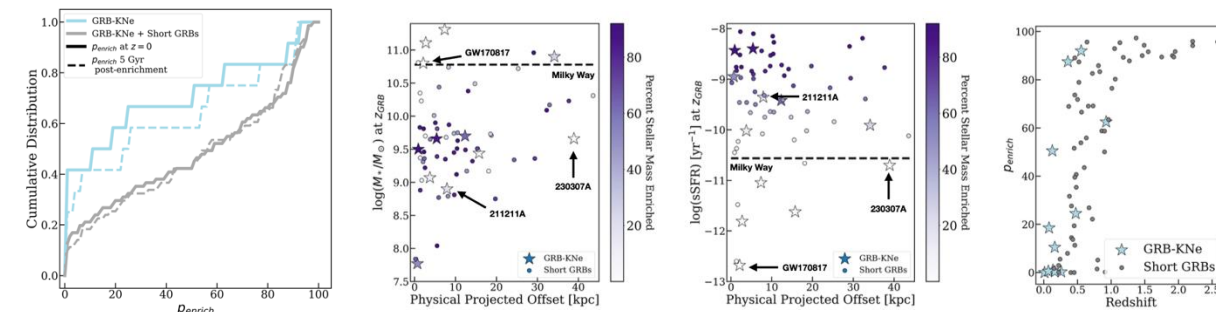 GRB-KNe
GRB-KNe + Short GRBs
p_enrich at z = 0
p_enrich 5 Gyr
post-enrichment
Cumulative Distribution
1.0
0.8
0.6
0.4
0.2
0.0
0 20 40 60 80 100
p_enrich
log(M*/M⊙) at z_GRB
11.0
10.5
10.0
9.5
9.0
8.5
8.0
7.5
GW170817
Milky Way
230307A
211211A
GRB-KNe
Short GRBs
0 10 20 30 40
Physical Projected Offset [kpc]
80
60
40
20
Percent Stellar Mass Enriched
log(sSFR) [yr⁻¹] at z_GRB
−8
−9
−10
−11
−12
−13
211211A
Milky Way
230307A
GW170817
GRB-KNe
Short GRBs
0 10 20 30 40
Physical Projected Offset [kpc]
80
60
40
20
Percent Stellar Mass Enriched
p_enrich
100
80
60
40
20
0
GRB-KNe
Short GRBs
0.0 0.5 1.0 1.5 2.0 2.5
Redshift